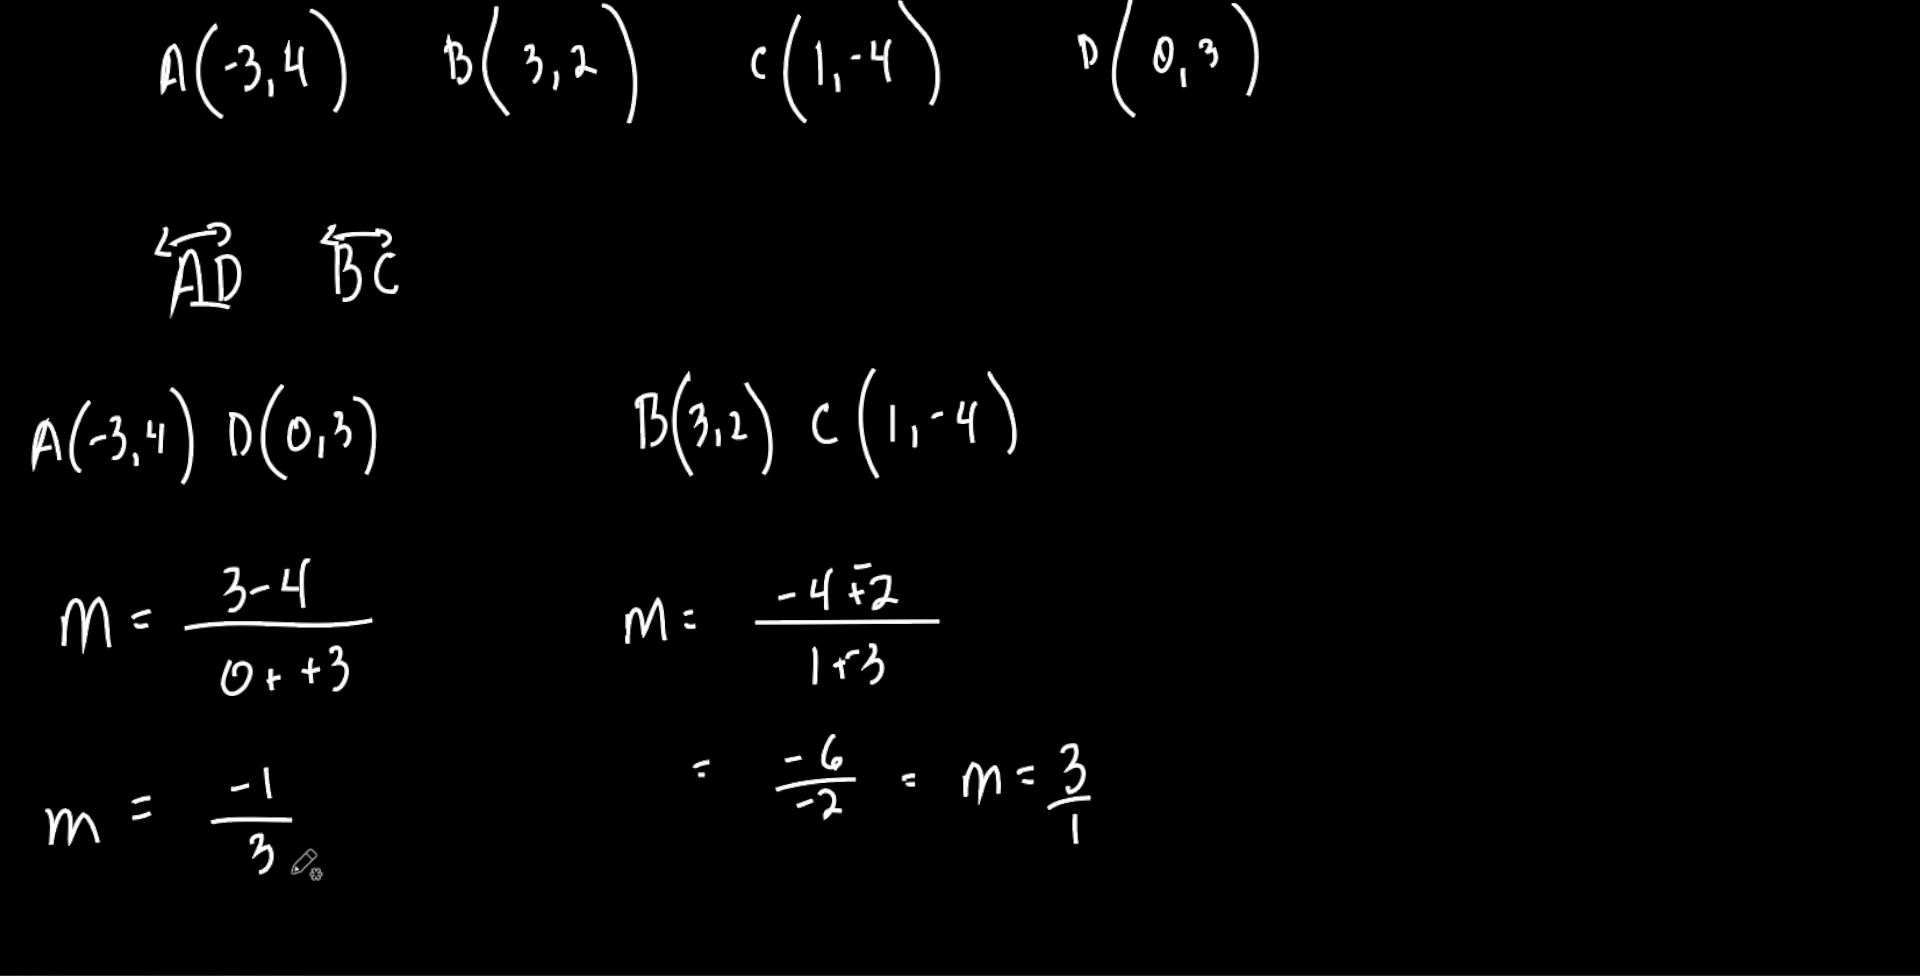 A(-3,4) B(3,2) C(1,-4) D(0,3)
AD BC
A(-3,4) D(0,3) B(3,2) C(1,-4)
m = 3-4 / 0++3 m = -4+-2 / 1+-3
m = -1 / 3 = -6 / -2 = m = 3 / 1